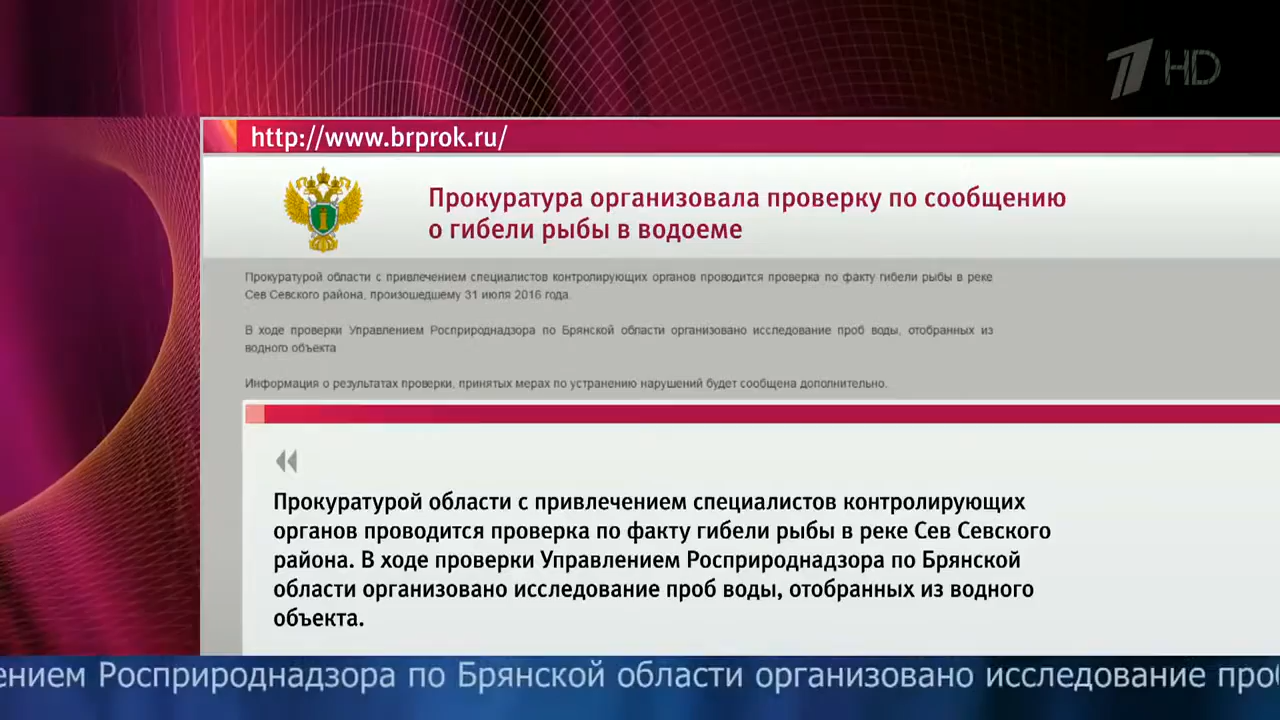 1 HD
http://www.brprok.ru/
Прокуратура организовала проверку по сообщению
о гибели рыбы в водоеме
Прокуратурой области с привлечением специалистов контролирующих органов проводится проверка по факту гибели рыбы в реке
Сев Севского района, произошедшему 31 июля 2016 года.
В ходе проверки Управлением Росприроднадзора по Брянской области организовано исследование проб воды, отобранных из
водного объекта
Информация о результатах проверки, принятых мерах по устранению нарушений будет сообщена дополнительно.
Прокуратурой области с привлечением специалистов контролирующих
органов проводится проверка по факту гибели рыбы в реке Сев Севского
района. В ходе проверки Управлением Росприроднадзора по Брянской
области организовано исследование проб воды, отобранных из водного
объекта.
ением Росприроднадзора по Брянской области организовано исследование про